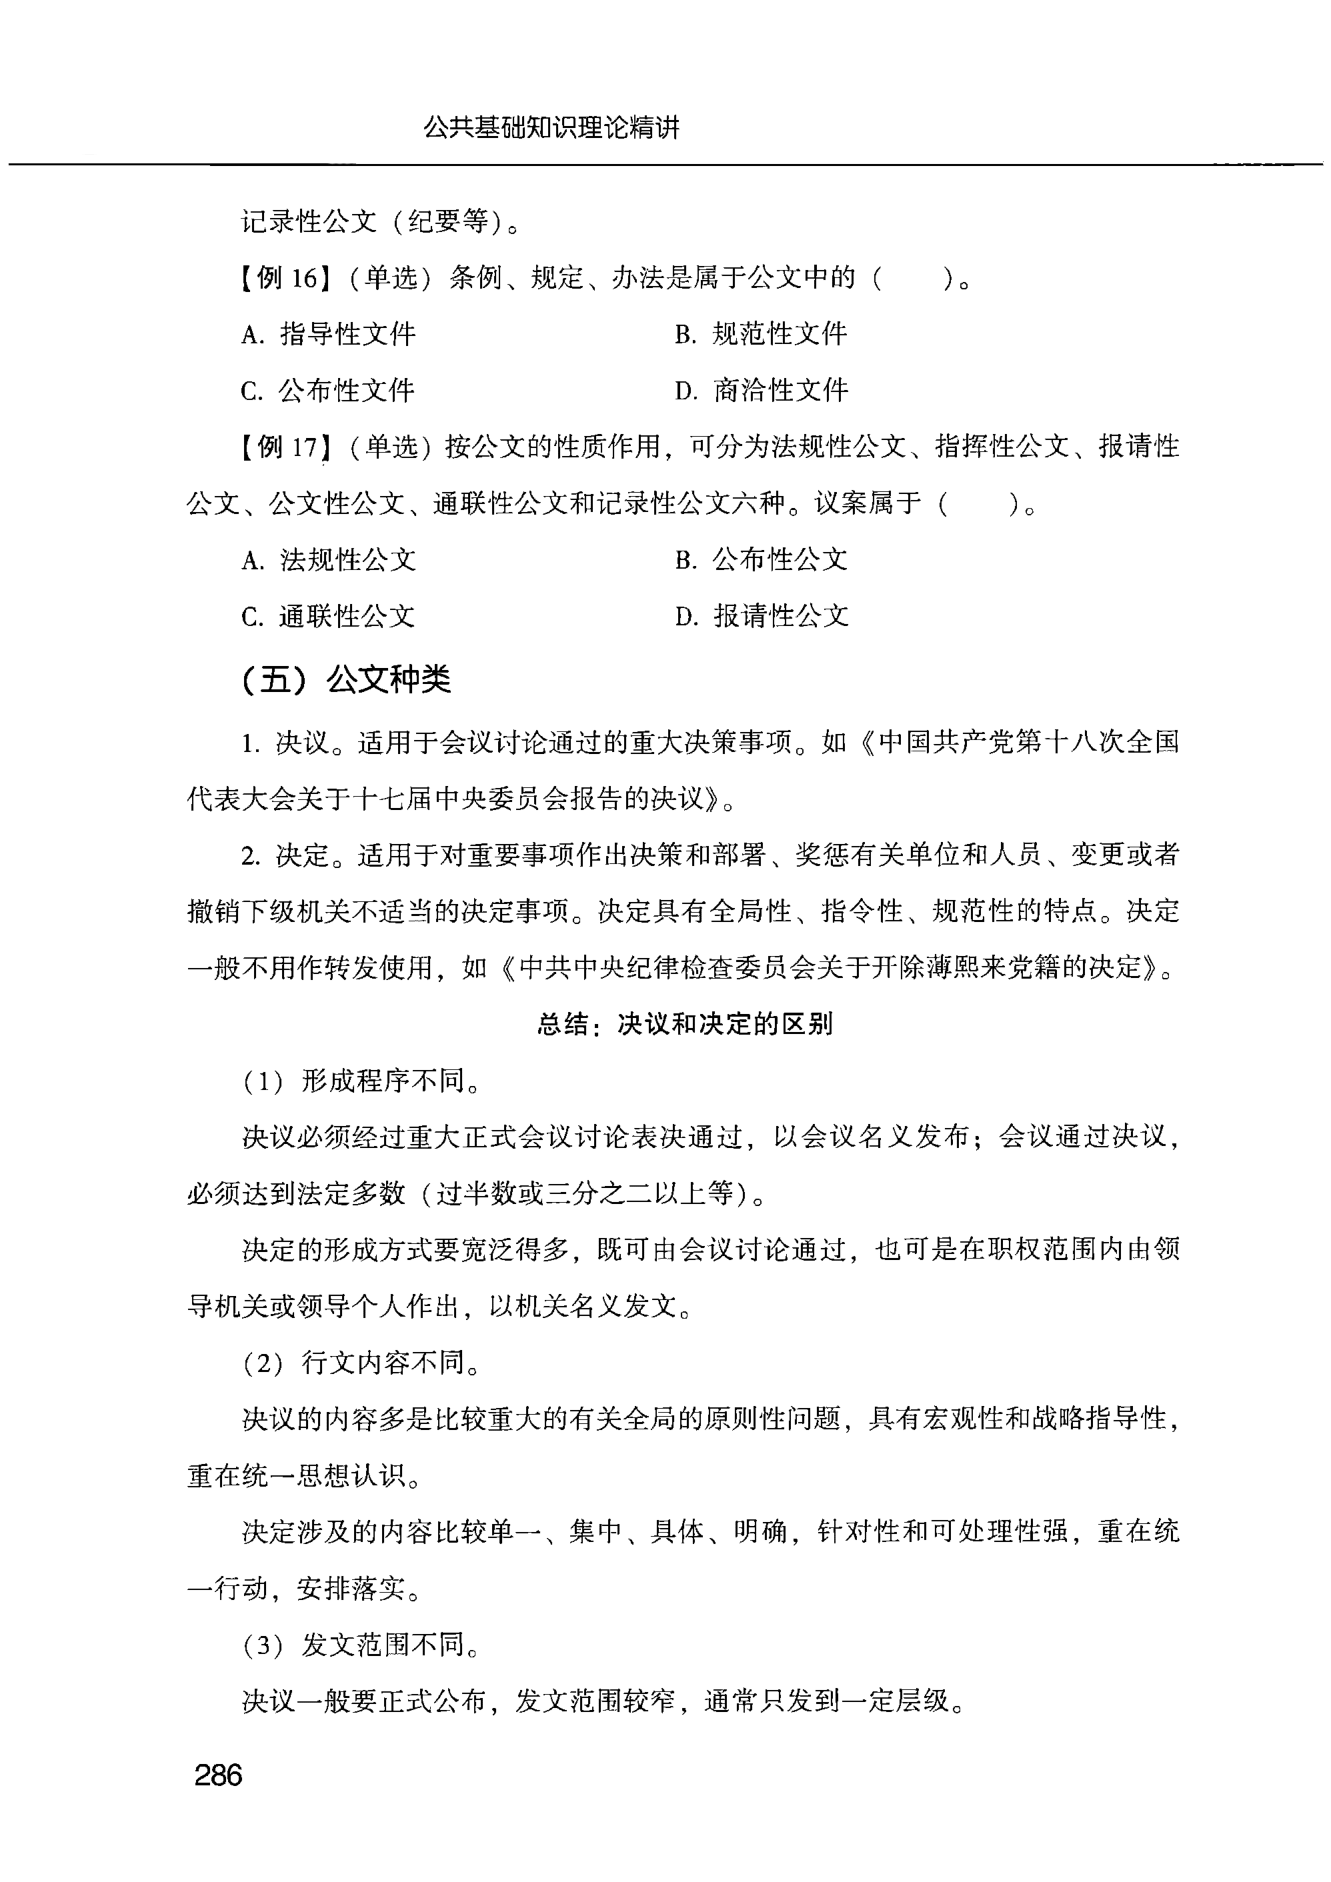 公共基础知识理论精讲
记录性公文（纪要等）。
【例 16】（单选）条例、规定、办法是属于公文中的（　　）。
A. 指导性文件　　B. 规范性文件
C. 公布性文件　　D. 商洽性文件
【例 17】（单选）按公文的性质作用，可分为法规性公文、指挥性公文、报请性
公文、公文性公文、通联性公文和记录性公文六种。议案属于（　　）。
A. 法规性公文　　B. 公布性公文
C. 通联性公文　　D. 报请性公文
（五）公文种类
1. 决议。适用于会议讨论通过的重大决策事项。如《中国共产党第十八次全国
代表大会关于十七届中央委员会报告的决议》。
2. 决定。适用于对重要事项作出决策和部署、奖惩有关单位和人员、变更或者
撤销下级机关不适当的决定事项。决定具有全局性、指令性、规范性的特点。决定
一般不用作转发使用，如《中共中央纪律检查委员会关于开除薄熙来党籍的决定》。
总结：决议和决定的区别
（1）形成程序不同。
决议必须经过重大正式会议讨论表决通过，以会议名义发布；会议通过决议，
必须达到法定多数（过半数或三分之二以上等）。
决定的形成方式要宽泛得多，既可由会议讨论通过，也可是在职权范围内由领
导机关或领导个人作出，以机关名义发文。
（2）行文内容不同。
决议的内容多是比较重大的有关全局的原则性问题，具有宏观性和战略指导性，
重在统一思想认识。
决定涉及的内容比较单一、集中、具体、明确，针对性和可处理性强，重在统
一行动，安排落实。
（3）发文范围不同。
决议一般要正式公布，发文范围较窄，通常只发到一定层级。
286